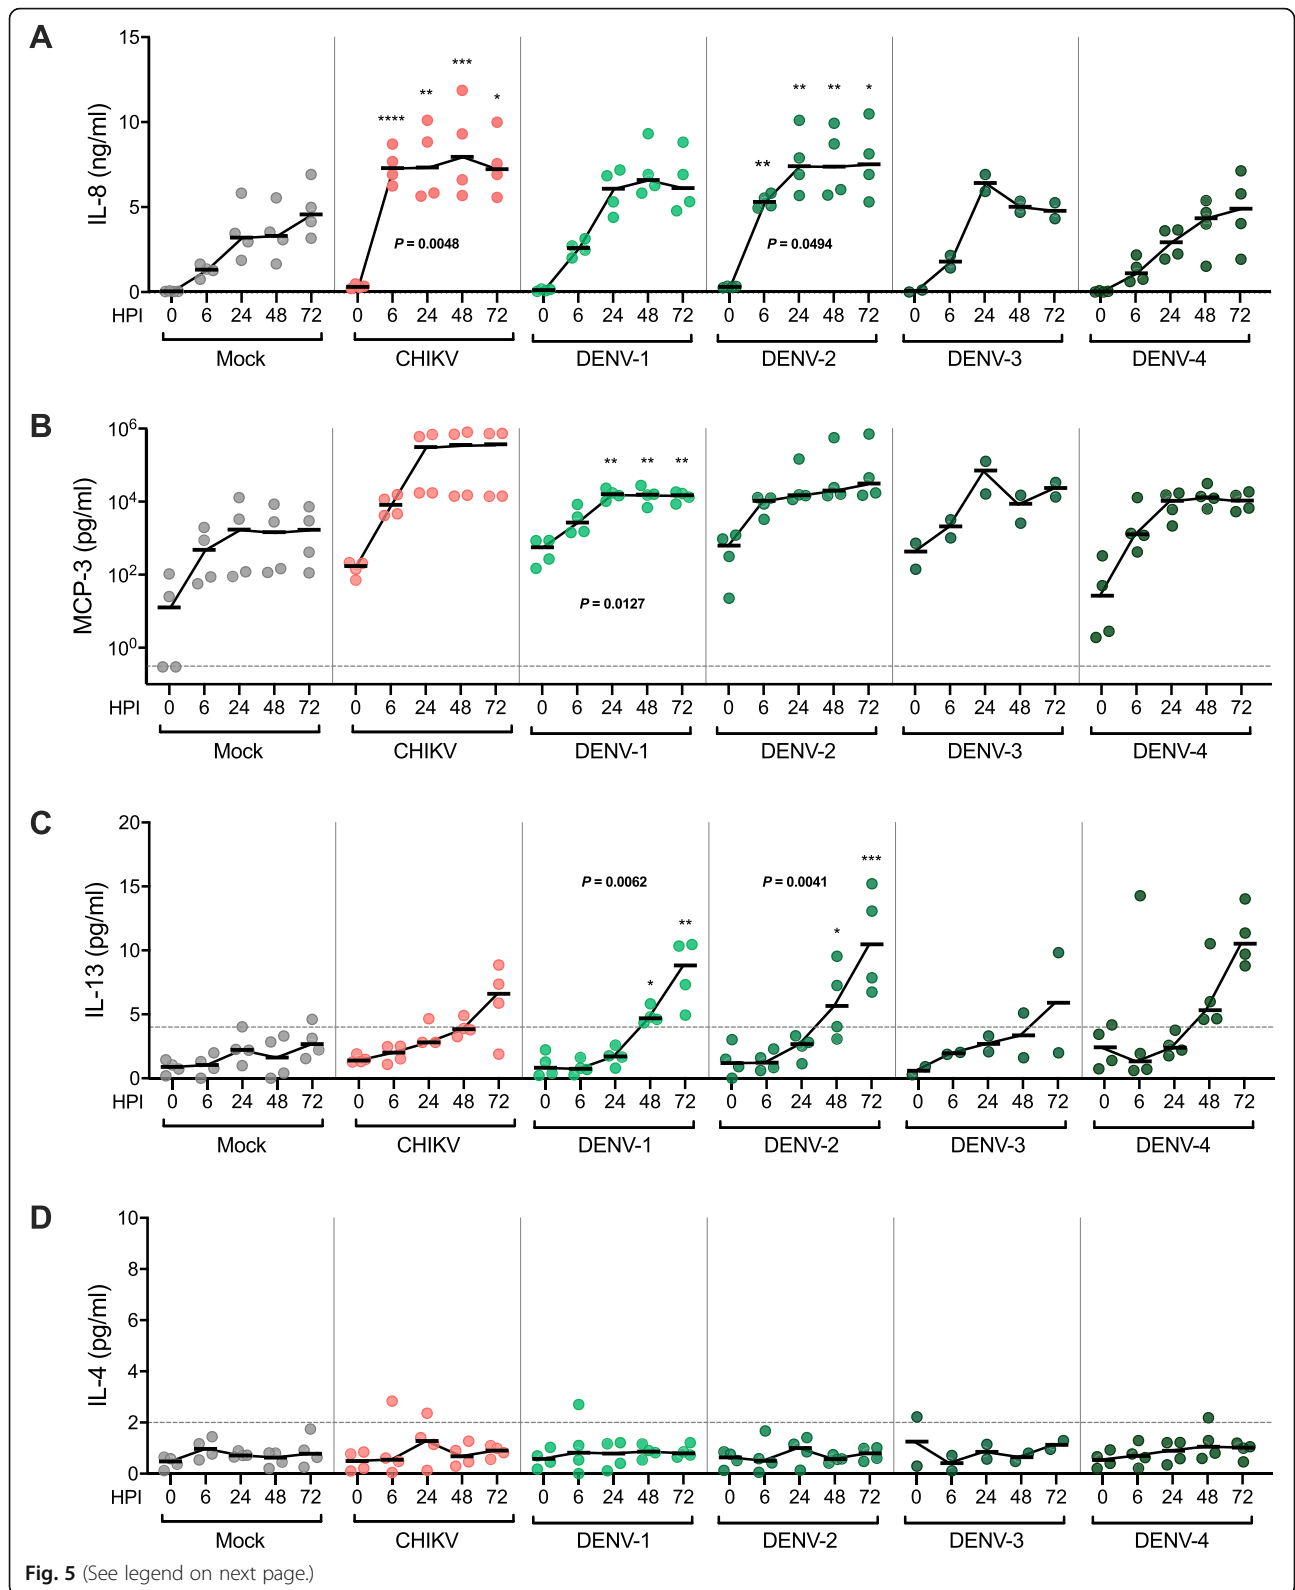 A
IL-8 (ng/ml)
15
10
5
0
**** ** *** *
** ** ** *
P = 0.0048
P = 0.0494
HPI 0 6 24 48 72 0 6 24 48 72 0 6 24 48 72 0 6 24 48 72 0 6 24 48 72 0 6 24 48 72
Mock CHIKV DENV-1 DENV-2 DENV-3 DENV-4
B
MCP-3 (pg/ml)
10⁶
10⁴
10²
10⁰
** ** **
P = 0.0127
HPI 0 6 24 48 72 0 6 24 48 72 0 6 24 48 72 0 6 24 48 72 0 6 24 48 72 0 6 24 48 72
Mock CHIKV DENV-1 DENV-2 DENV-3 DENV-4
C
IL-13 (pg/ml)
20
15
10
5
0
P = 0.0062
P = 0.0041
* **
* ***
HPI 0 6 24 48 72 0 6 24 48 72 0 6 24 48 72 0 6 24 48 72 0 6 24 48 72 0 6 24 48 72
Mock CHIKV DENV-1 DENV-2 DENV-3 DENV-4
D
IL-4 (pg/ml)
10
8
6
4
2
0
HPI 0 6 24 48 72 0 6 24 48 72 0 6 24 48 72 0 6 24 48 72 0 6 24 48 72 0 6 24 48 72
Mock CHIKV DENV-1 DENV-2 DENV-3 DENV-4
Fig. 5 (See legend on next page.)